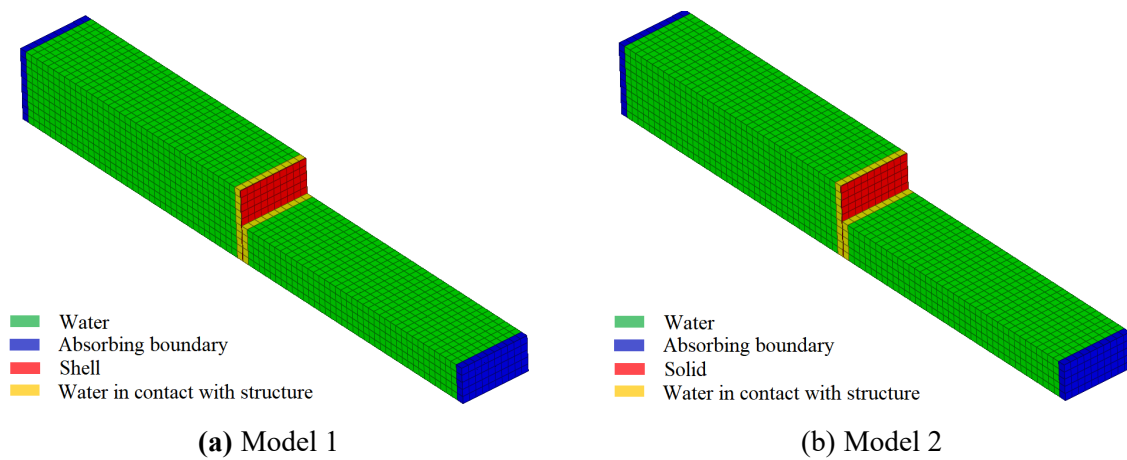 Water
Absorbing boundary
Shell
Water in contact with structure
(a) Model 1
Water
Absorbing boundary
Solid
Water in contact with structure
(b) Model 2